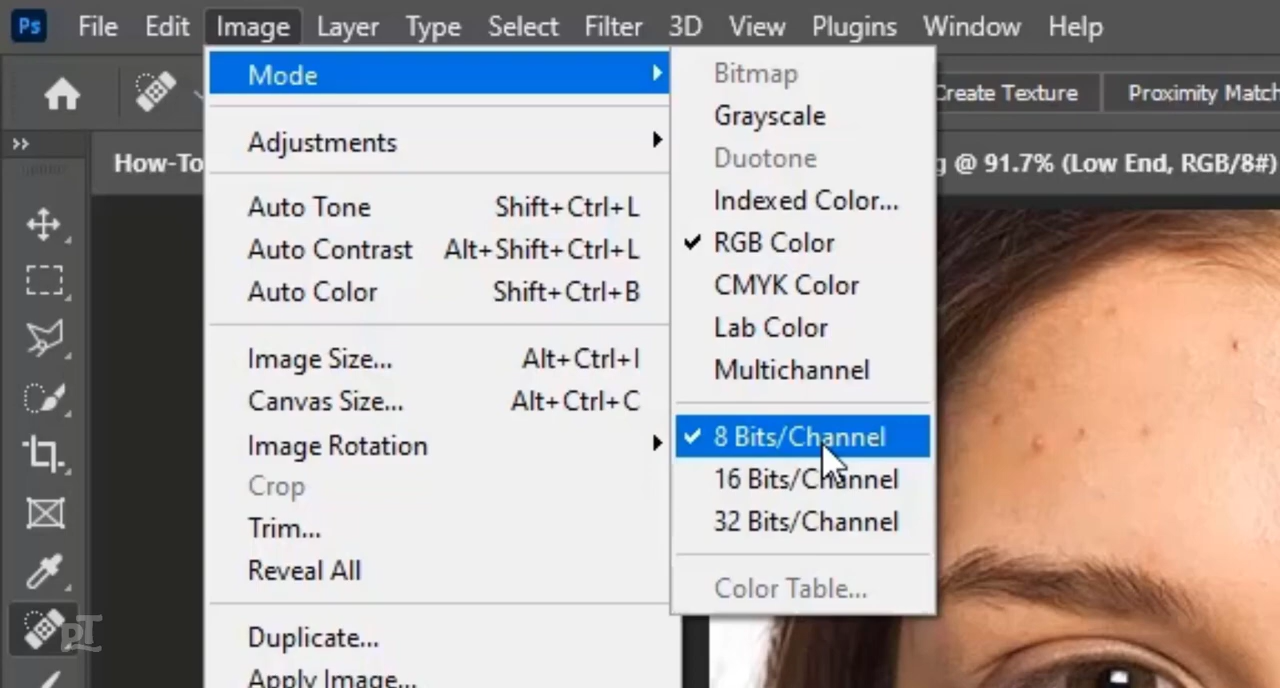 Ps File Edit Image Layer Type Select Filter 3D View Plugins Window Help
Create Texture Proximity Match
How-To g @ 91.7% (Low End, RGB/8#)
Mode
Adjustments
Auto Tone Shift+Ctrl+L
Auto Contrast Alt+Shift+Ctrl+L
Auto Color Shift+Ctrl+B
Image Size... Alt+Ctrl+I
Canvas Size... Alt+Ctrl+C
Image Rotation
Crop
Trim...
Reveal All
Duplicate...
Apply Image...
Bitmap
Grayscale
Duotone
Indexed Color...
RGB Color
CMYK Color
Lab Color
Multichannel
8 Bits/Channel
16 Bits/Channel
32 Bits/Channel
Color Table...
pT